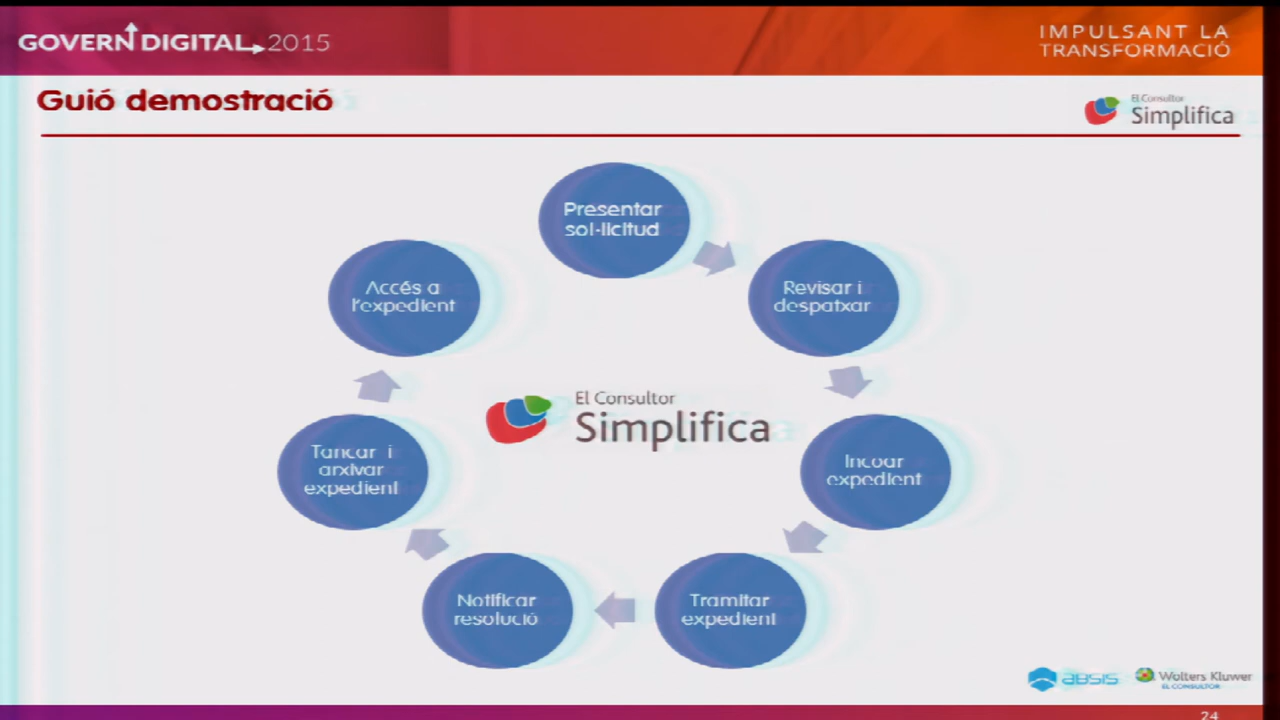 GOVERN DIGITAL 2015
IMPULSANT LA
TRANSFORMACIÓ
Guió demostració
El Consultor
Simplifica
Presentar
sol·licitud
Revisar i
despatxar
Incoar
expedient
Tramitar
expedient
Notificar
resolució
Tancar i
arxivar
expedient
Accés a
l'expedient
El Consultor
Simplifica
absis
Wolters Kluwer
EL CONSULTOR
24